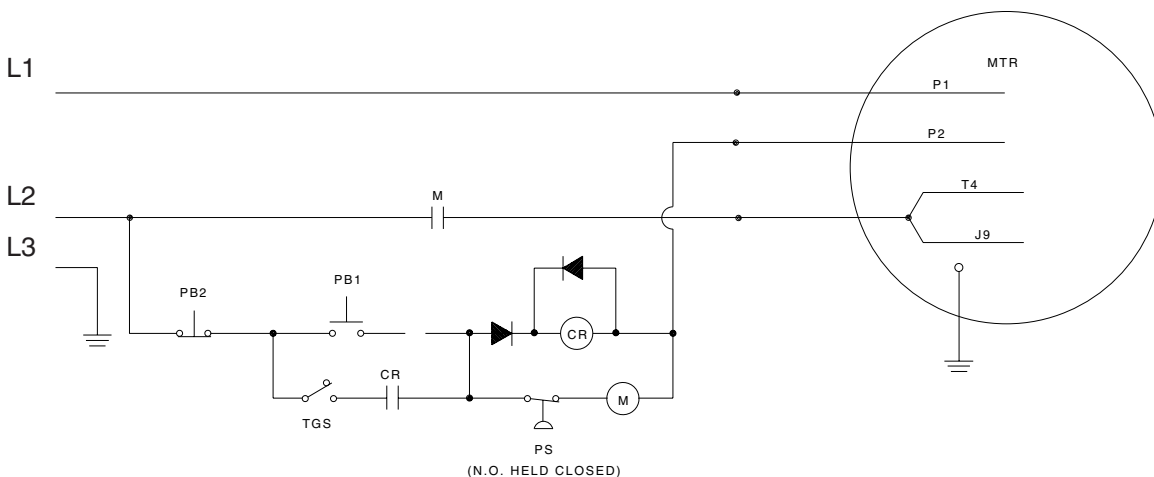 MTR
L1
P1
P2
T4
L2
M
L3
J9
PB2
PB1
CR
CR
TGS
M
PS
(N.O. HELD CLOSED)